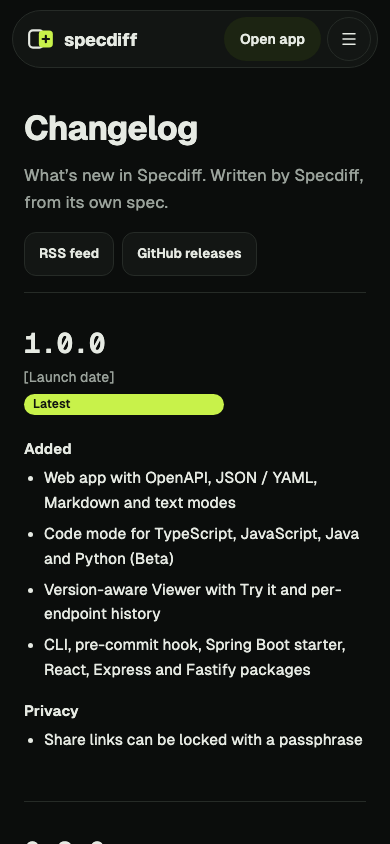 specdiff
Open app
Changelog
What's new in Specdiff. Written by Specdiff,
from its own spec.
RSS feed
GitHub releases
1.0.0
[Launch date]
Latest
Added
• Web app with OpenAPI, JSON / YAML,
Markdown and text modes
• Code mode for TypeScript, JavaScript, Java
and Python (Beta)
• Version-aware Viewer with Try it and per-
endpoint history
• CLI, pre-commit hook, Spring Boot starter,
React, Express and Fastify packages
Privacy
• Share links can be locked with a passphrase